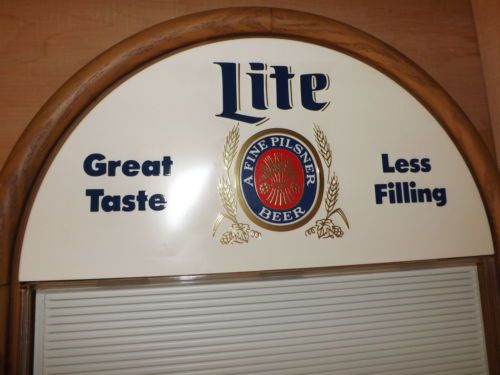 Lite
Great
Taste
A FINE PILSNER
BEER
Less
Filling